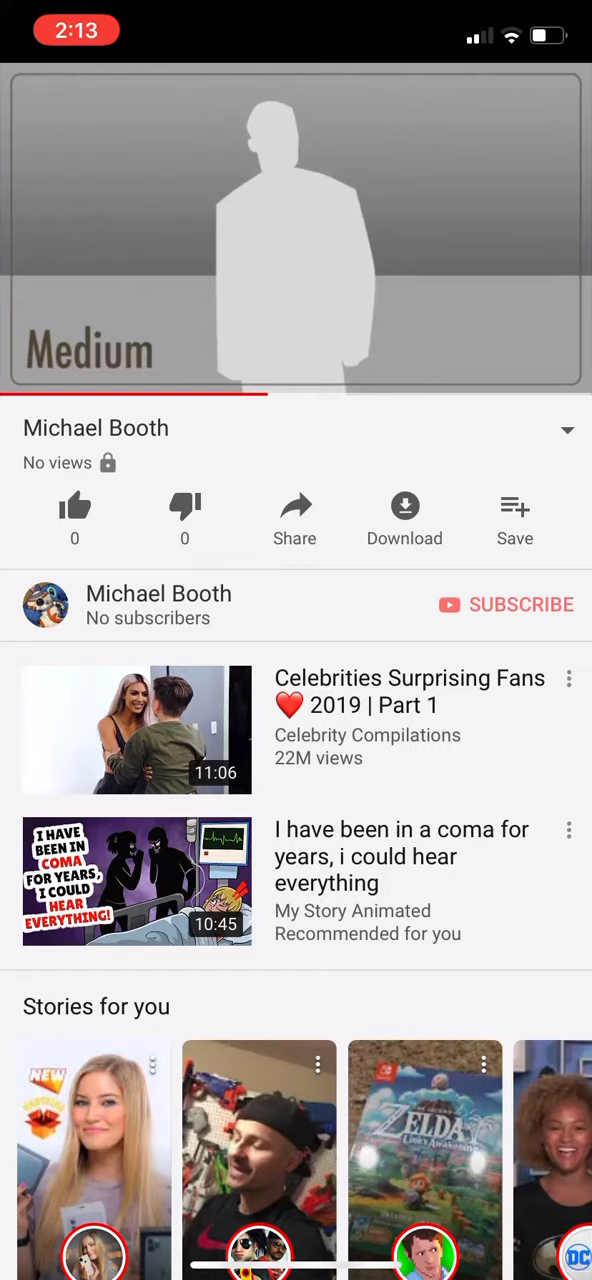 2:13
Medium
Michael Booth
No views
0
0
Share
Download
Save
Michael Booth
No subscribers
SUBSCRIBE
11:06
Celebrities Surprising Fans
❤️ 2019 | Part 1
Celebrity Compilations
22M views
I HAVE
BEEN IN
COMA
FOR YEARS,
I COULD
HEAR
EVERYTHING!
10:45
I have been in a coma for
years, i could hear
everything
My Story Animated
Recommended for you
Stories for you
NEW
ZELDA
Link's Awakening
DC